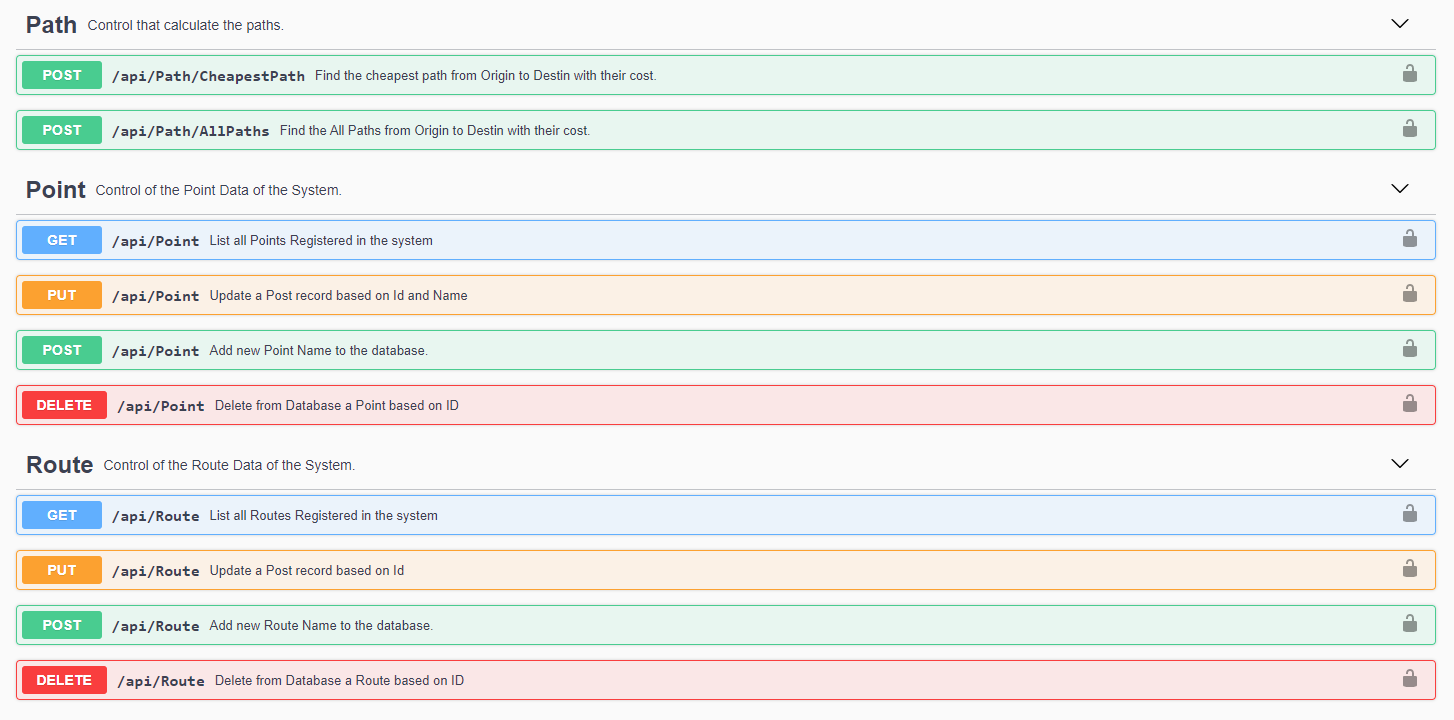 Path Control that calculate the paths.
POST /api/Path/CheapestPath Find the cheapest path from Origin to Destin with their cost.
POST /api/Path/AllPaths Find the All Paths from Origin to Destin with their cost.
Point Control of the Point Data of the System.
GET /api/Point List all Points Registered in the system
PUT /api/Point Update a Post record based on Id and Name
POST /api/Point Add new Point Name to the database.
DELETE /api/Point Delete from Database a Point based on ID
Route Control of the Route Data of the System.
GET /api/Route List all Routes Registered in the system
PUT /api/Route Update a Post record based on Id
POST /api/Route Add new Route Name to the database.
DELETE /api/Route Delete from Database a Route based on ID